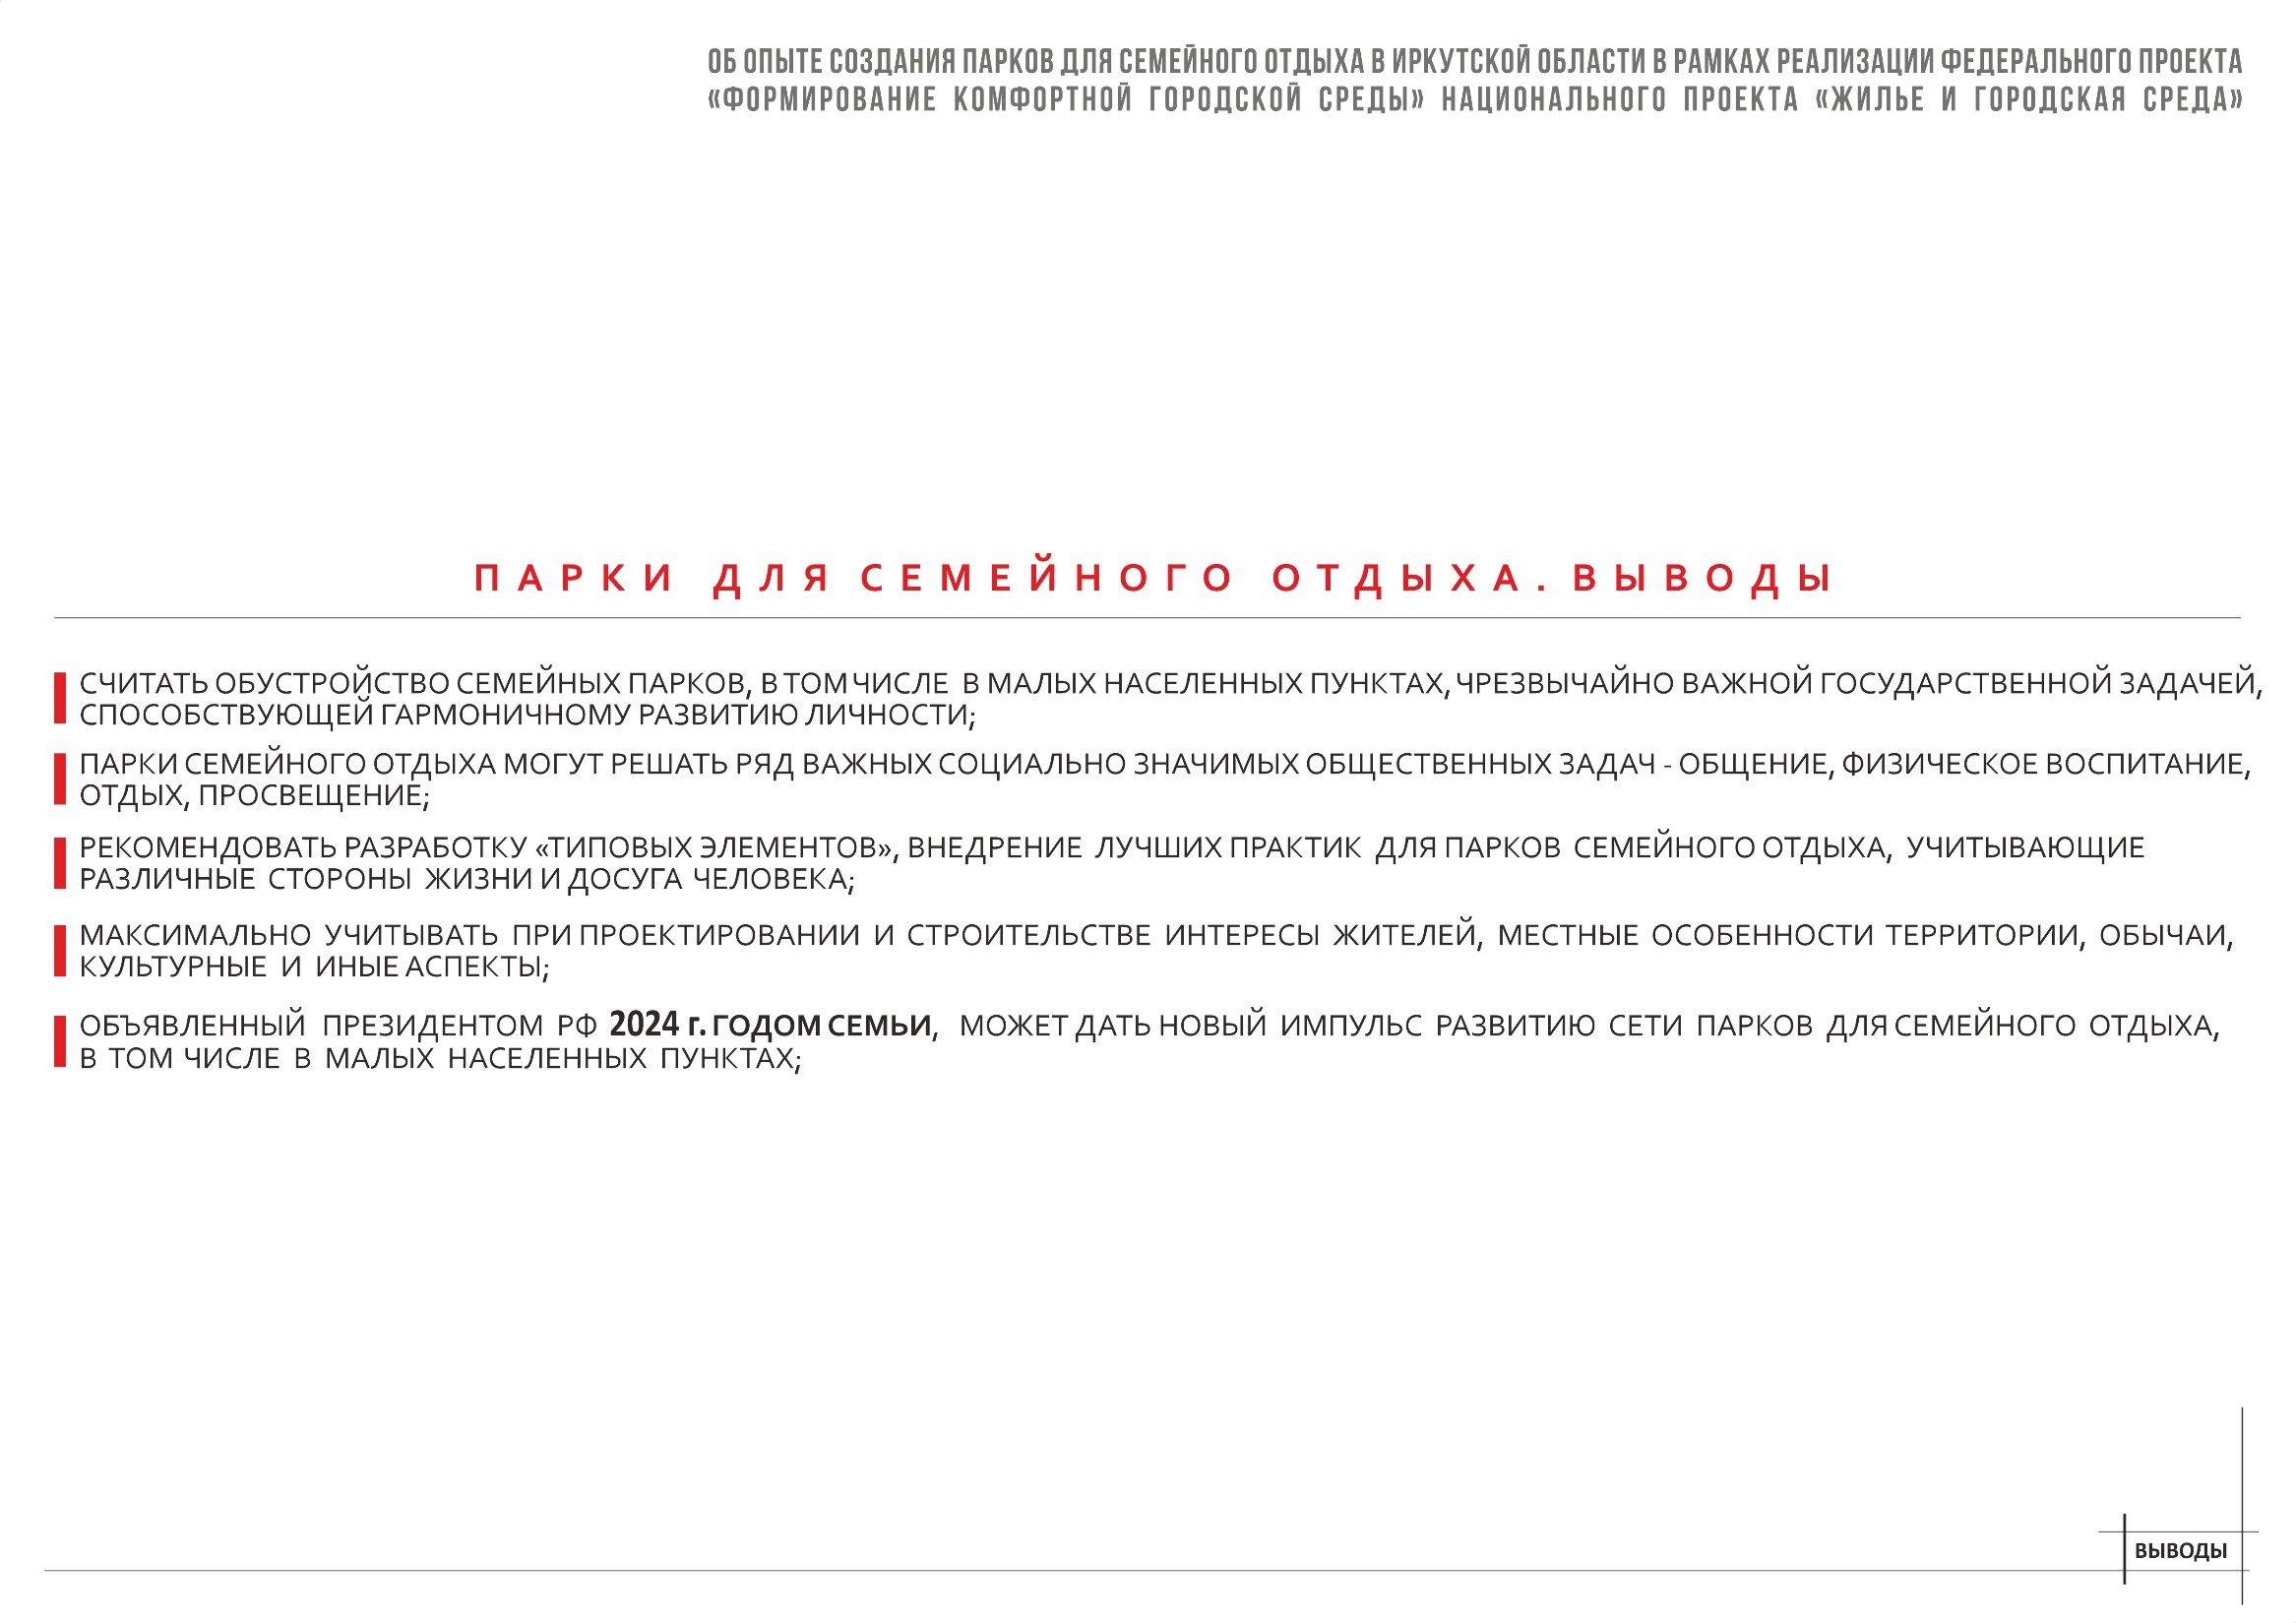 ОБ ОПЫТЕ СОЗДАНИЯ ПАРКОВ ДЛЯ СЕМЕЙНОГО ОТДЫХА В ИРКУТСКОЙ ОБЛАСТИ В РАМКАХ РЕАЛИЗАЦИИ ФЕДЕРАЛЬНОГО ПРОЕКТА
«ФОРМИРОВАНИЕ КОМФОРТНОЙ ГОРОДСКОЙ СРЕДЫ» НАЦИОНАЛЬНОГО ПРОЕКТА «ЖИЛЬЕ И ГОРОДСКАЯ СРЕДА»
ПАРКИ ДЛЯ СЕМЕЙНОГО ОТДЫХА. ВЫВОДЫ
СЧИТАТЬ ОБУСТРОЙСТВО СЕМЕЙНЫХ ПАРКОВ, В ТОМ ЧИСЛЕ В МАЛЫХ НАСЕЛЕННЫХ ПУНКТАХ, ЧРЕЗВЫЧАЙНО ВАЖНОЙ ГОСУДАРСТВЕННОЙ ЗАДАЧЕЙ,
СПОСОБСТВУЮЩЕЙ ГАРМОНИЧНОМУ РАЗВИТИЮ ЛИЧНОСТИ;
ПАРКИ СЕМЕЙНОГО ОТДЫХА МОГУТ РЕШАТЬ РЯД ВАЖНЫХ СОЦИАЛЬНО ЗНАЧИМЫХ ОБЩЕСТВЕННЫХ ЗАДАЧ - ОБЩЕНИЕ, ФИЗИЧЕСКОЕ ВОСПИТАНИЕ,
ОТДЫХ, ПРОСВЕЩЕНИЕ;
РЕКОМЕНДОВАТЬ РАЗРАБОТКУ «ТИПОВЫХ ЭЛЕМЕНТОВ», ВНЕДРЕНИЕ ЛУЧШИХ ПРАКТИК ДЛЯ ПАРКОВ СЕМЕЙНОГО ОТДЫХА, УЧИТЫВАЮЩИЕ
РАЗЛИЧНЫЕ СТОРОНЫ ЖИЗНИ И ДОСУГА ЧЕЛОВЕКА;
МАКСИМАЛЬНО УЧИТЫВАТЬ ПРИ ПРОЕКТИРОВАНИИ И СТРОИТЕЛЬСТВЕ ИНТЕРЕСЫ ЖИТЕЛЕЙ, МЕСТНЫЕ ОСОБЕННОСТИ ТЕРРИТОРИИ, ОБЫЧАИ,
КУЛЬТУРНЫЕ И ИНЫЕ АСПЕКТЫ;
ОБЪЯВЛЕННЫЙ ПРЕЗИДЕНТОМ РФ 2024 г. ГОДОМ СЕМЬИ, МОЖЕТ ДАТЬ НОВЫЙ ИМПУЛЬС РАЗВИТИЮ СЕТИ ПАРКОВ ДЛЯ СЕМЕЙНОГО ОТДЫХА,
В ТОМ ЧИСЛЕ В МАЛЫХ НАСЕЛЕННЫХ ПУНКТАХ;
ВЫВОДЫ